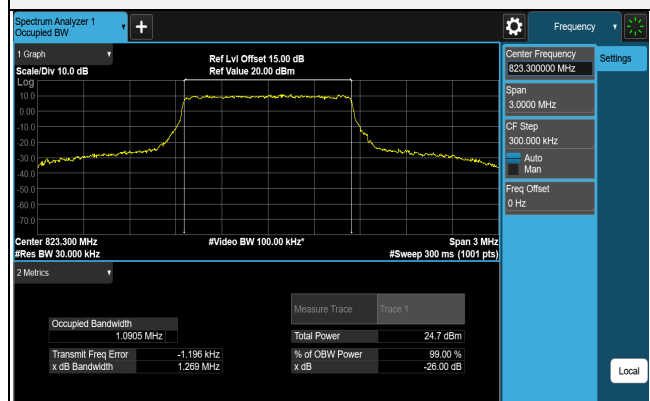 Spectrum Analyzer 1
Occupied BW
+
Frequency
1 Graph
Scale/Div 10.0 dB
Ref Lvl Offset 15.00 dB
Ref Value 20.00 dBm
Log
10.0
0.00
-10.0
-20.0
-30.0
-40.0
-50.0
-60.0
-70.0
Center 823.300 MHz
#Video BW 100.00 kHz*
Span 3 MHz
#Res BW 30.000 kHz
#Sweep 300 ms (1001 pts)
2 Metrics
Measure Trace
Trace 1
Occupied Bandwidth
1.0905 MHz
Total Power
24.7 dBm
Transmit Freq Error
-1.196 kHz
% of OBW Power
99.00 %
x dB Bandwidth
1.269 MHz
x dB
-26.00 dB
Center Frequency
823.300000 MHz
Settings
Span
3.0000 MHz
CF Step
300.000 kHz
Auto
Man
Freq Offset
0 Hz
Local